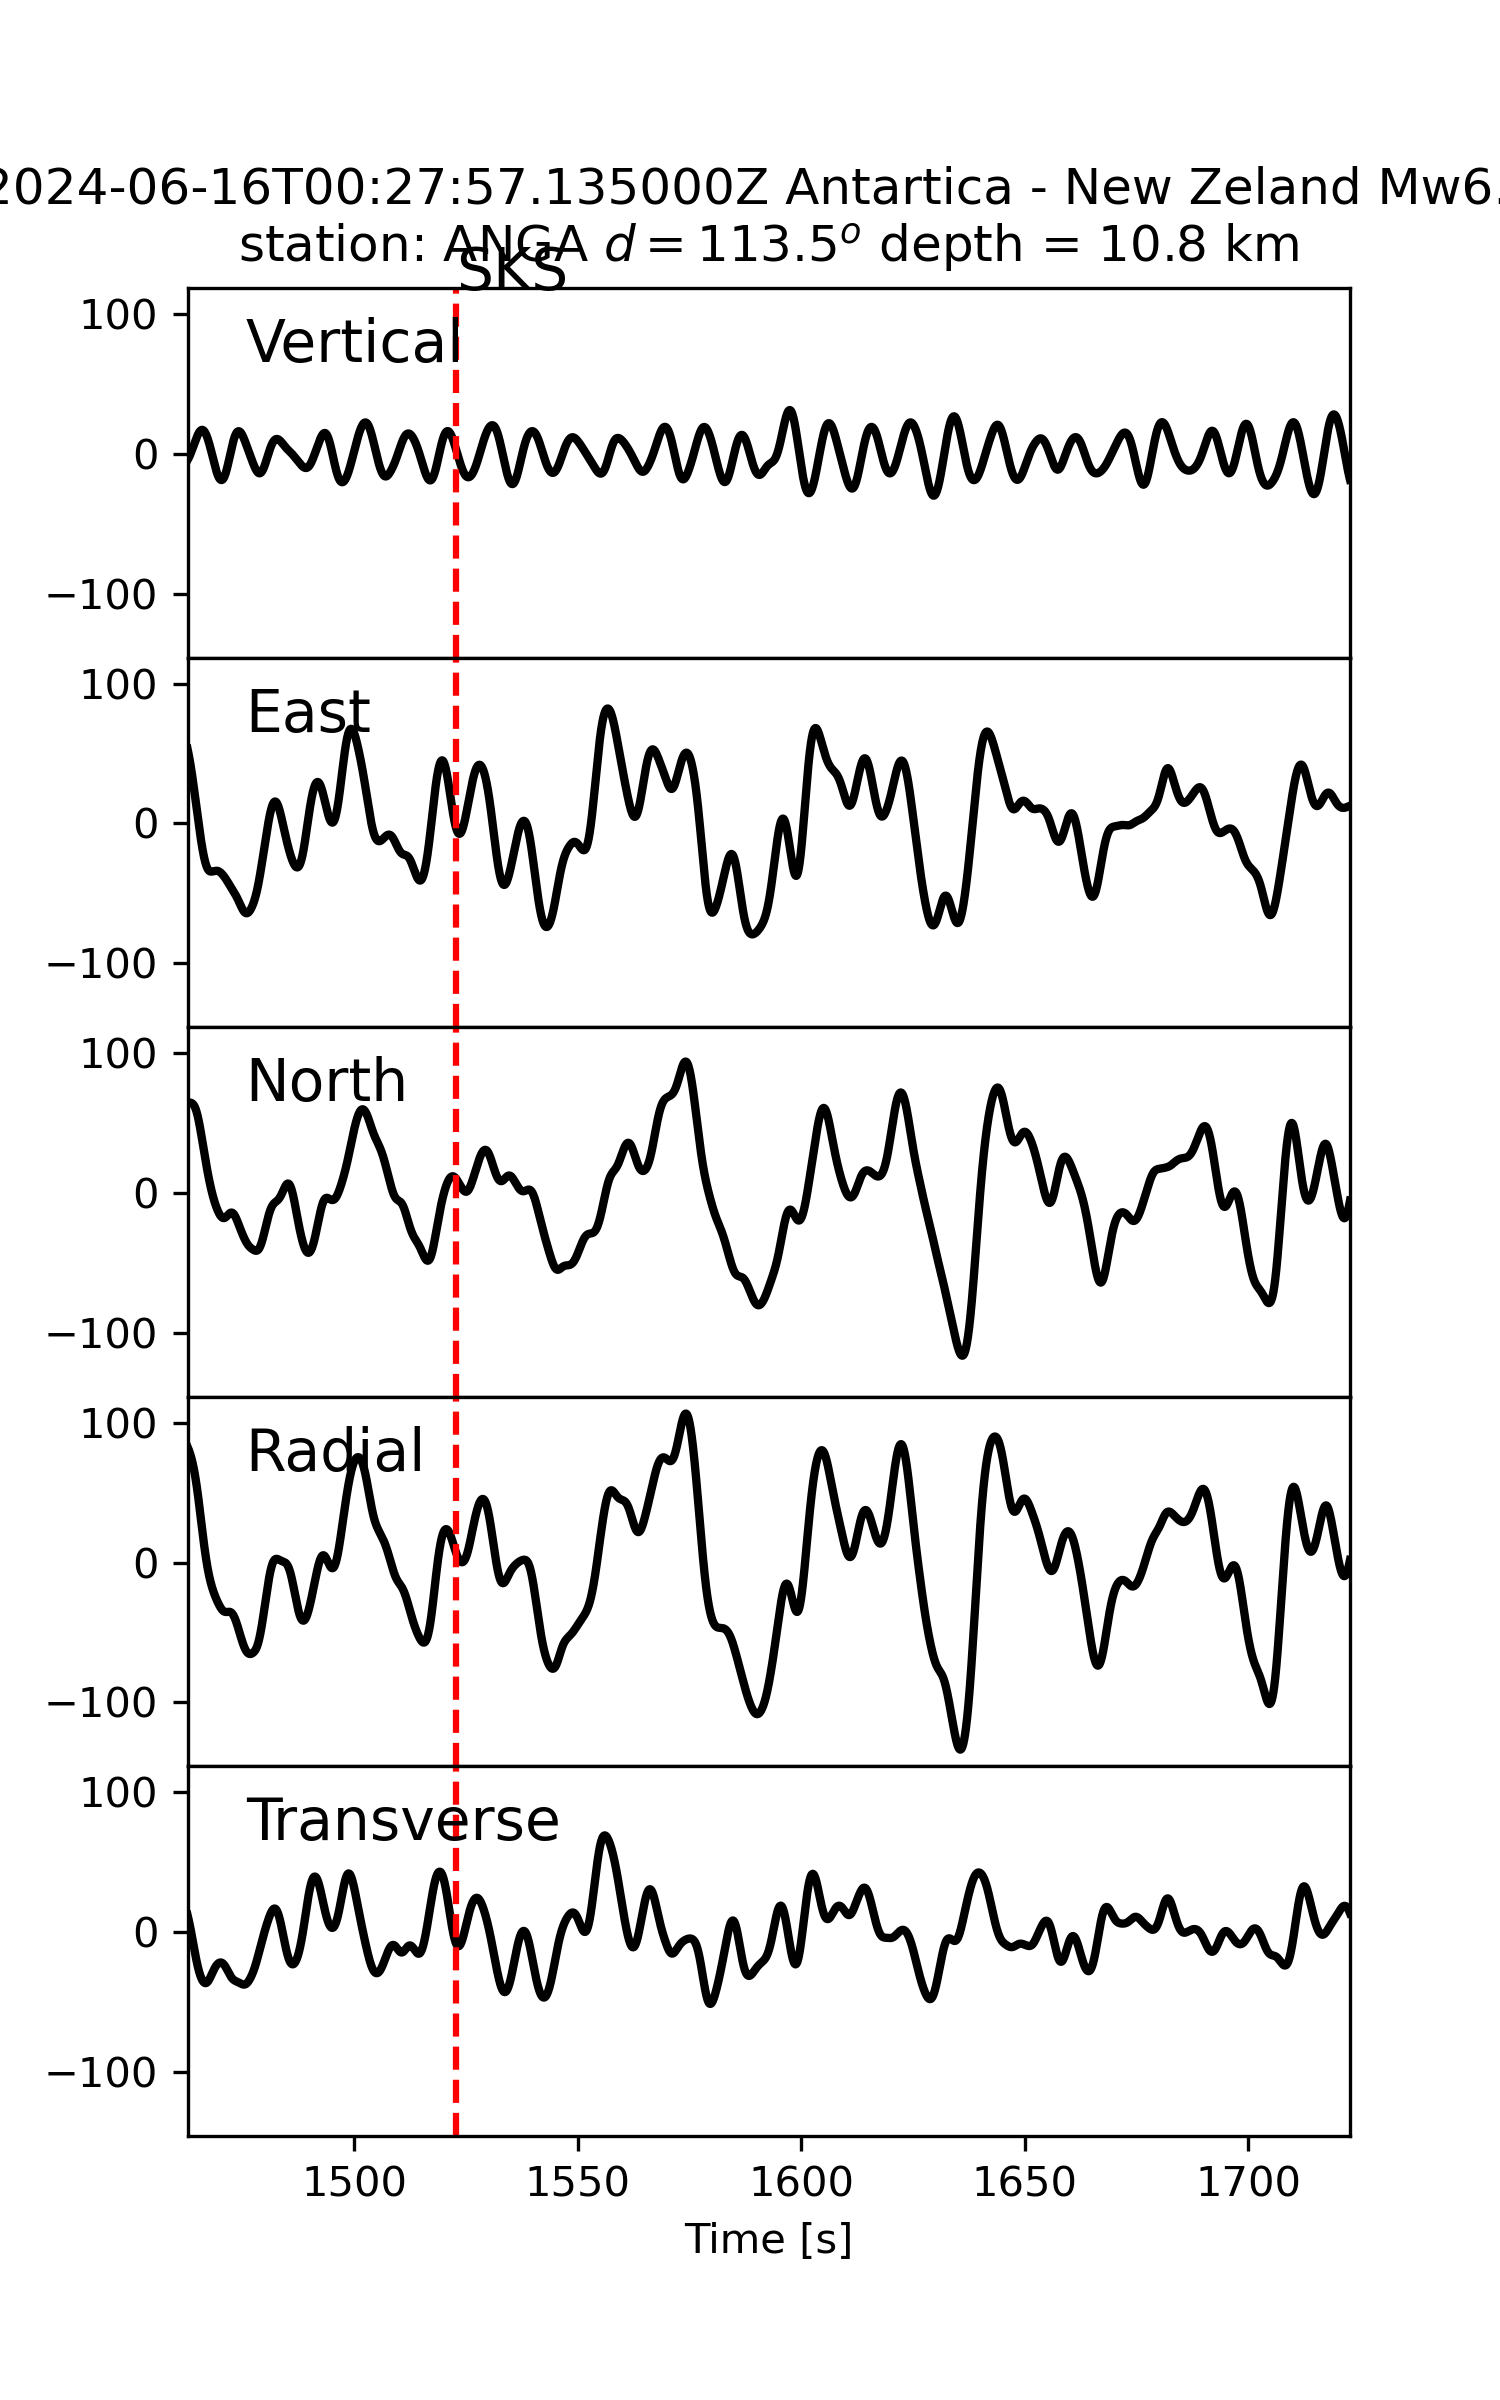 2024-06-16T00:27:57.135000Z Antartica - New Zeland Mw6.
station: ANGA d = 113.5° depth = 10.8 km
SKS
100
Vertical
0
−100
100
East
0
−100
100
North
0
−100
100
Radial
0
−100
100
Transverse
0
−100
1500 1550 1600 1650 1700
Time [s]